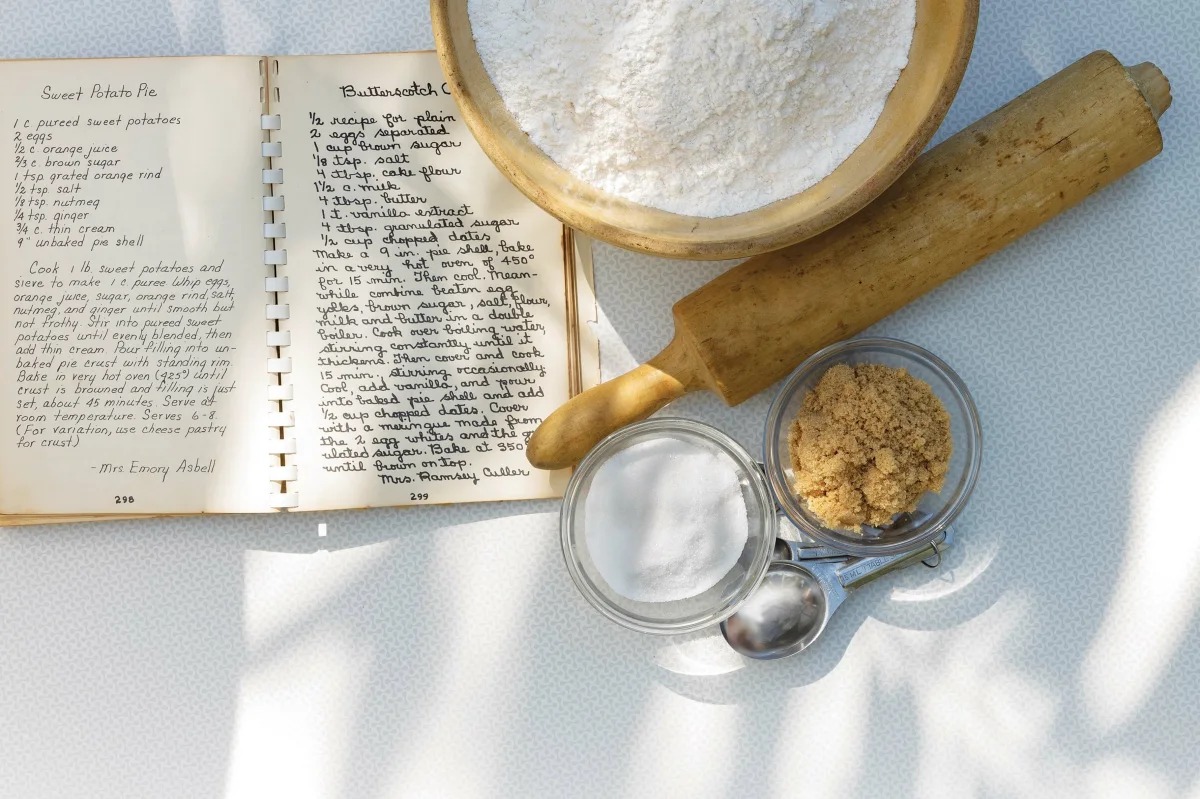 Sweet Potato Pie
1 c pureed sweet potatoes
2 eggs
1/2 c. orange juice
2/3 c. brown sugar
1 tsp. grated orange rind
1/2 tsp. salt
1/8 tsp. nutmeg
1/4 tsp. ginger
3/4 c. thin cream
9" unbaked pie shell
Cook 1 lb. sweet potatoes and
sieve to make 1 c puree Whip eggs,
orange juice, sugar, orange rind, salt,
nutmeg, and ginger until smooth but
not frothy. Stir into pureed sweet
potatoes until evenly blended, then
add thin cream. Pour filling into un-
baked pie crust with standing rim.
Bake in very hot oven (425°) until
crust is browned and filling is just
set, about 45 minutes. Serve at
room temperature. Serves 6-8.
(For variation, use cheese pastry
for crust.)
- Mrs. Emory Asbell
298
Butterscotch
1/2 recipe for plain
2 eggs separated
1 cup brown sugar
1/8 tsp. salt
4 tbsp. cake flour
1 1/2 c. milk
4 tbsp. butter
1 t. vanilla extract
4 tbsp. granulated sugar
1/2 cup chopped dates
Make a 9 in. pie shell, bake
in a very hot oven of 450°
for 15 min. Then cool. Mean-
while combine beaten egg
yolks, brown sugar, salt, flour,
milk and butter in a double
boiler. Cook over boiling water,
stirring constantly until it
thickens. Then cover and cook
15 min. stirring occasionally.
Cool, add vanilla, and pour
into baked pie shell and add
1/2 cup chopped dates. Cover
with a meringue made from
the 2 egg whites and the
ulated sugar. Bake at 350°
until brown on top.
Mrs. Ramsey Culler
299